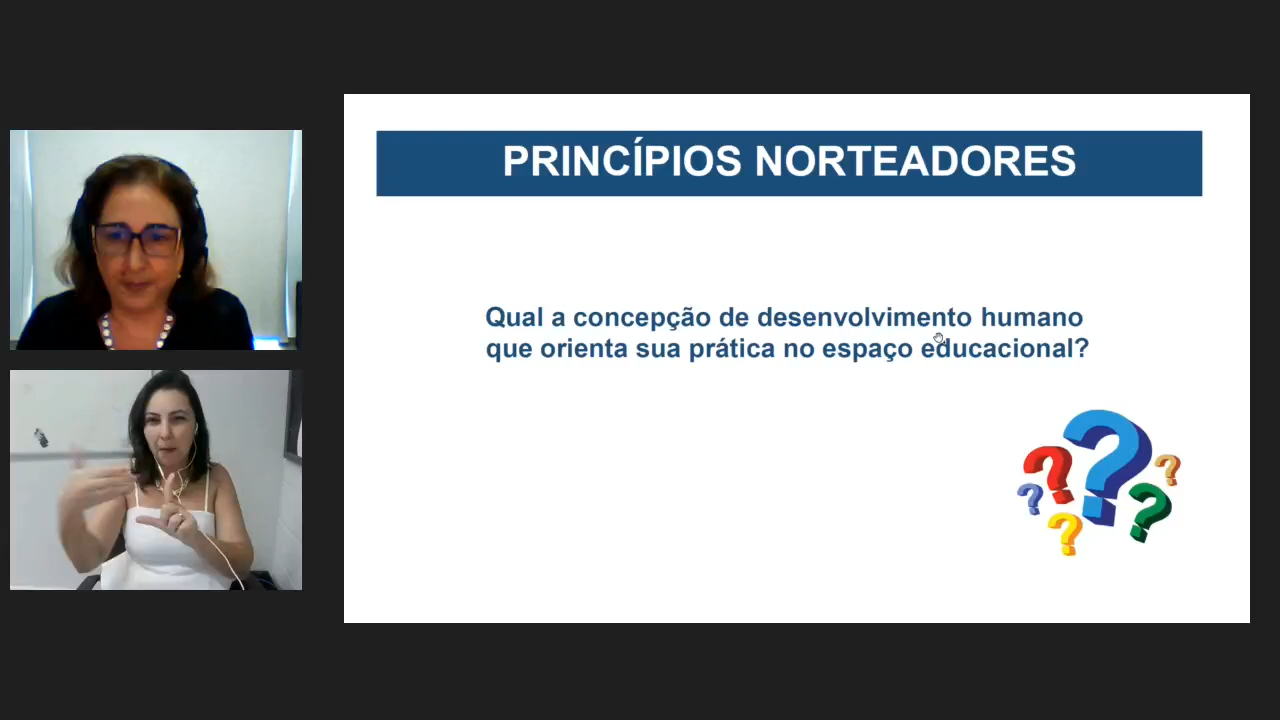 PRINCÍPIOS NORTEADORES
Qual a concepção de desenvolvimento humano
que orienta sua prática no espaço educacional?